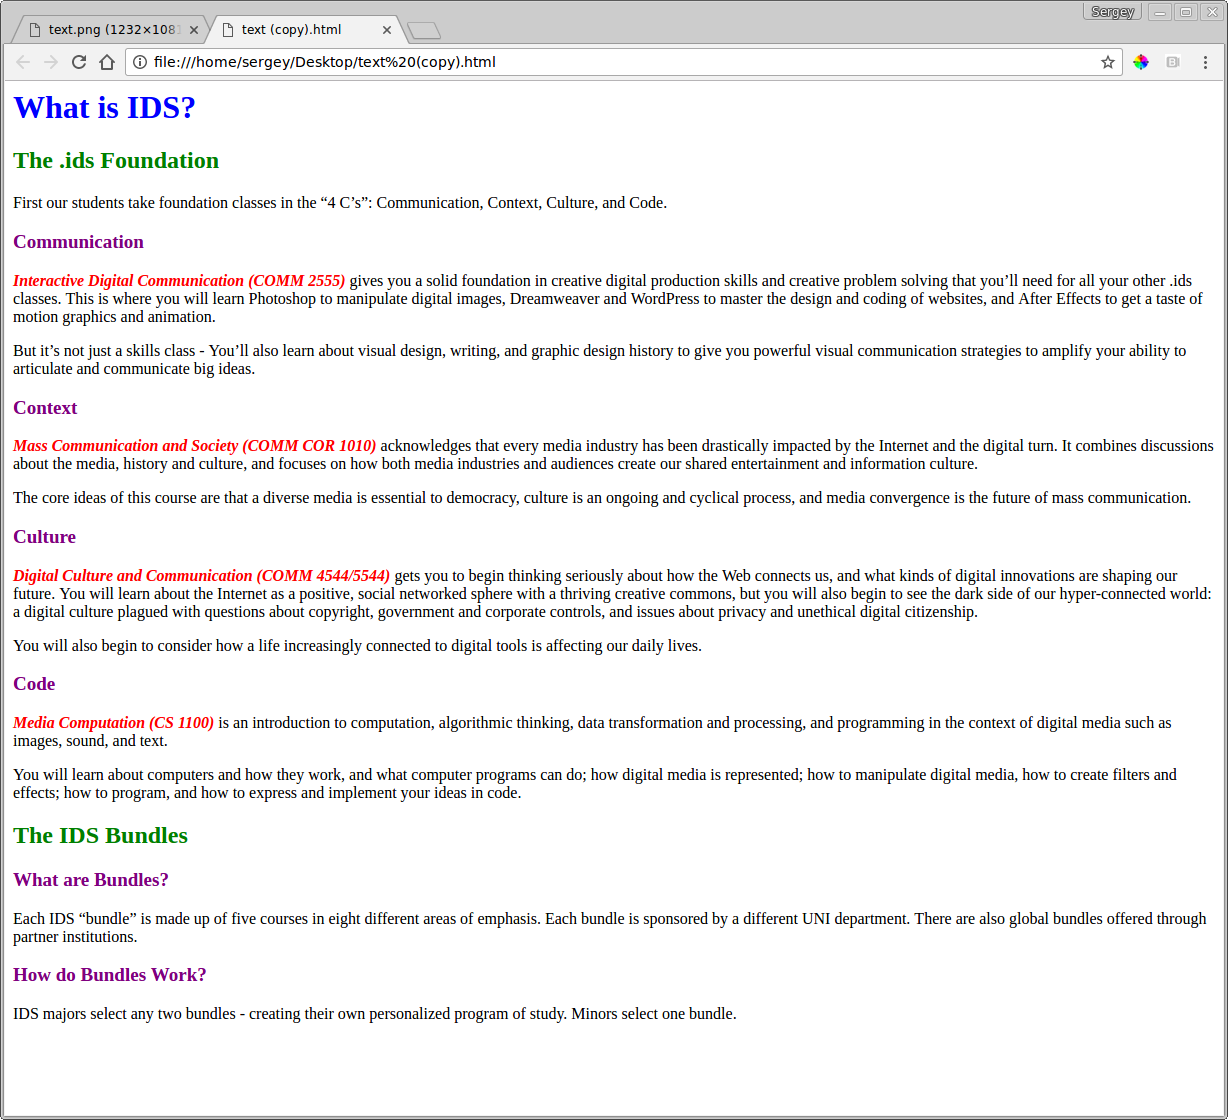 Sergey
text.png (1232×1081
text (copy).html
file:///home/sergey/Desktop/text%20(copy).html
What is IDS?
The .ids Foundation
First our students take foundation classes in the “4 C’s”: Communication, Context, Culture, and Code.
Communication
Interactive Digital Communication (COMM 2555) gives you a solid foundation in creative digital production skills and creative problem solving that you’ll need for all your other .ids
classes. This is where you will learn Photoshop to manipulate digital images, Dreamweaver and WordPress to master the design and coding of websites, and After Effects to get a taste of
motion graphics and animation.
But it’s not just a skills class - You’ll also learn about visual design, writing, and graphic design history to give you powerful visual communication strategies to amplify your ability to
articulate and communicate big ideas.
Context
Mass Communication and Society (COMM COR 1010) acknowledges that every media industry has been drastically impacted by the Internet and the digital turn. It combines discussions
about the media, history and culture, and focuses on how both media industries and audiences create our shared entertainment and information culture.
The core ideas of this course are that a diverse media is essential to democracy, culture is an ongoing and cyclical process, and media convergence is the future of mass communication.
Culture
Digital Culture and Communication (COMM 4544/5544) gets you to begin thinking seriously about how the Web connects us, and what kinds of digital innovations are shaping our
future. You will learn about the Internet as a positive, social networked sphere with a thriving creative commons, but you will also begin to see the dark side of our hyper-connected world:
a digital culture plagued with questions about copyright, government and corporate controls, and issues about privacy and unethical digital citizenship.
You will also begin to consider how a life increasingly connected to digital tools is affecting our daily lives.
Code
Media Computation (CS 1100) is an introduction to computation, algorithmic thinking, data transformation and processing, and programming in the context of digital media such as
images, sound, and text.
You will learn about computers and how they work, and what computer programs can do; how digital media is represented; how to manipulate digital media, how to create filters and
effects; how to program, and how to express and implement your ideas in code.
The IDS Bundles
What are Bundles?
Each IDS “bundle” is made up of five courses in eight different areas of emphasis. Each bundle is sponsored by a different UNI department. There are also global bundles offered through
partner institutions.
How do Bundles Work?
IDS majors select any two bundles - creating their own personalized program of study. Minors select one bundle.